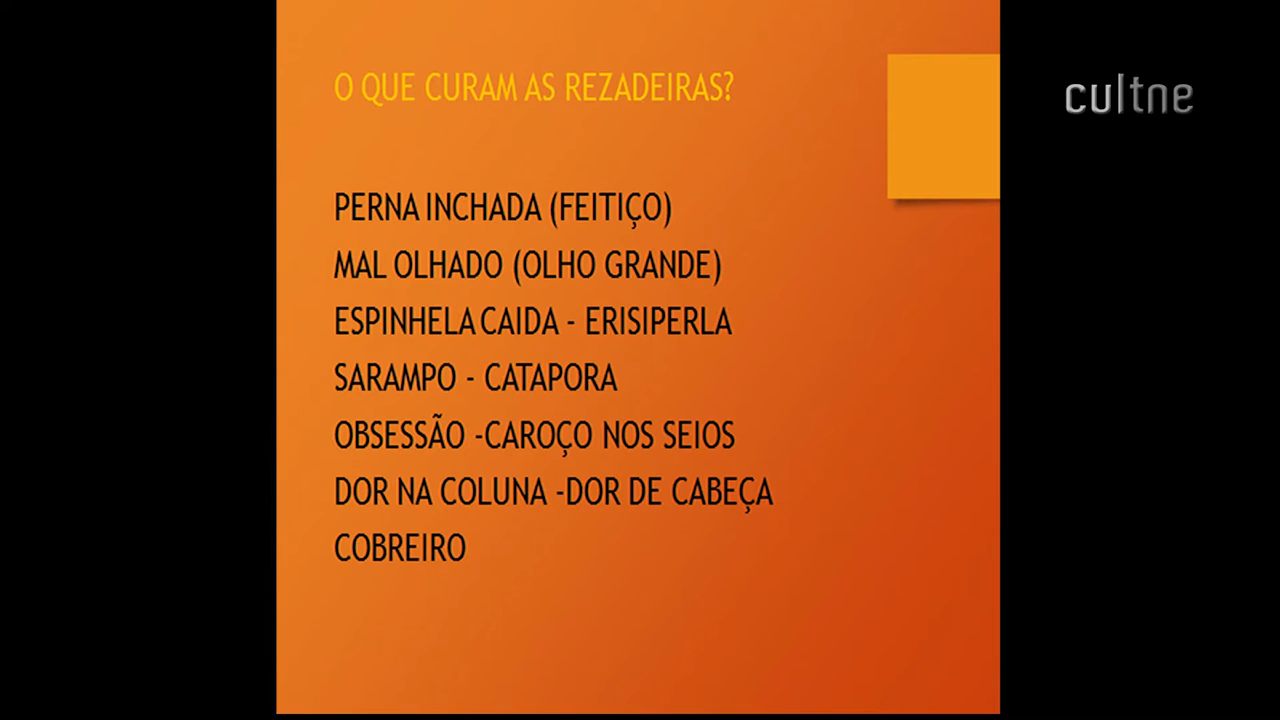 O QUE CURAM AS REZADEIRAS?
cultne
PERNA INCHADA (FEITIÇO)
MAL OLHADO (OLHO GRANDE)
ESPINHELA CAIDA - ERISIPERLA
SARAMPO - CATAPORA
OBSESSÃO -CAROÇO NOS SEIOS
DOR NA COLUNA -DOR DE CABEÇA
COBREIRO